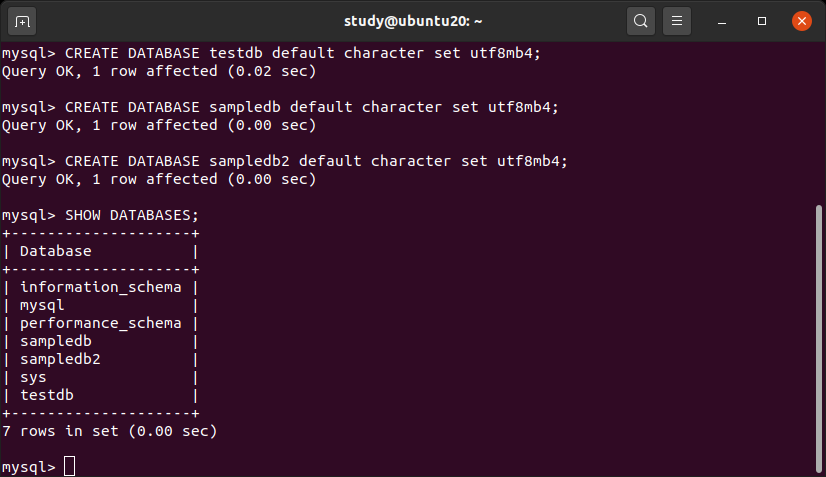 study@ubuntu20: ~
mysql> CREATE DATABASE testdb default character set utf8mb4;
Query OK, 1 row affected (0.02 sec)
mysql> CREATE DATABASE sampledb default character set utf8mb4;
Query OK, 1 row affected (0.00 sec)
mysql> CREATE DATABASE sampledb2 default character set utf8mb4;
Query OK, 1 row affected (0.00 sec)
mysql> SHOW DATABASES;
+--------------------+
| Database           |
+--------------------+
| information_schema |
| mysql              |
| performance_schema |
| sampledb           |
| sampledb2          |
| sys                |
| testdb             |
+--------------------+
7 rows in set (0.00 sec)
mysql>